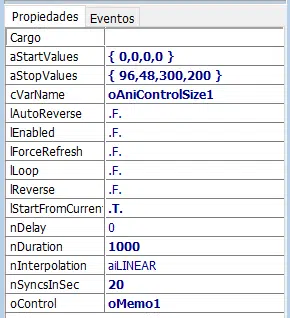 Propiedades Eventos
Cargo
aStartValues { 0,0,0,0 }
aStopValues { 96,48,300,200 }
cVarName oAniControlSize1
lAutoReverse .F.
lEnabled .F.
lForceRefresh .F.
lLoop .F.
lReverse .F.
lStartFromCurren .T.
nDelay 0
nDuration 1000
nInterpolation aiLINEAR
nSyncsInSec 20
oControl oMemo1